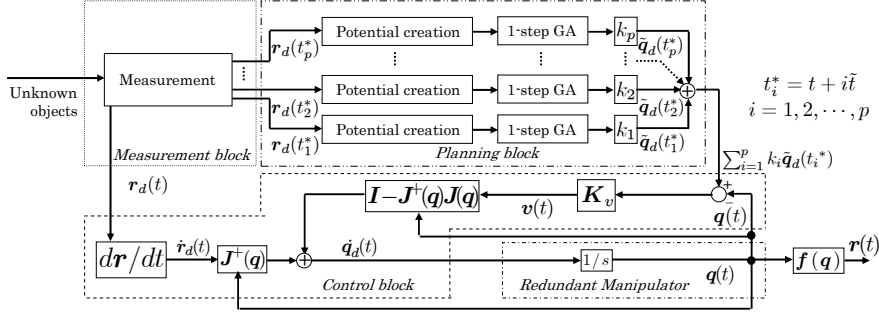 Unknown objects
Measurement
Measurement block
r_d(t_p^*)
Potential creation
1-step GA
k_p
q̃_d(t_p^*)
⋮
r_d(t_2^*)
Potential creation
1-step GA
k_2
q̃_d(t_2^*)
r_d(t_1^*)
Potential creation
1-step GA
k_1
q̃_d(t_1^*)
Planning block
t_i^* = t + i t̃
i = 1, 2, ⋯, p
∑_{i=1}^{p} k_i q̃_d(t_i^*)
r_d(t)
I − J⁺(q)J(q)
v(t)
K_v
+
−
q(t)
dr/dt
ṙ_d(t)
J⁺(q)
q̇_d(t)
1/s
q(t)
f(q)
r(t)
Control block
Redundant Manipulator